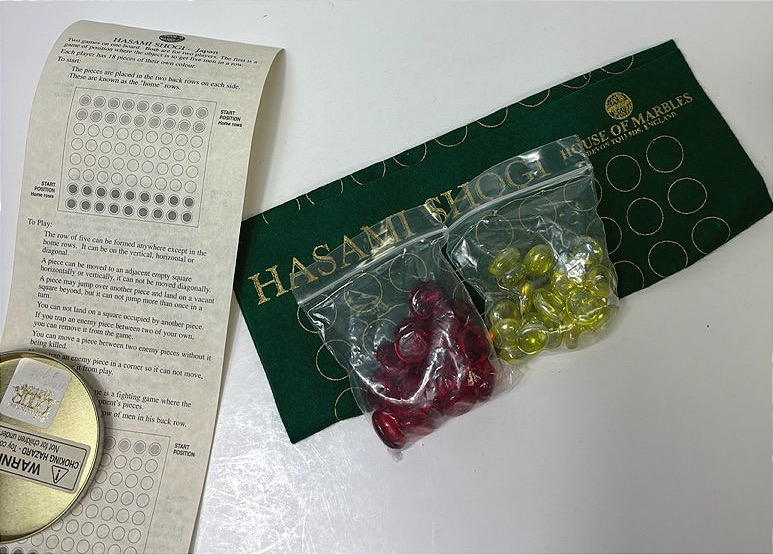 HASAMI SHOGI - Japan
Two games on one board. Both are for two players. The first is a
game of position where the object is to get five men in a row.
Each player has 18 pieces of their own colour.
To start:
The pieces are placed in the two back rows on each side.
These are known as the "home" rows.
START
POSITION
Home rows
START
POSITION
Home rows
To Play:
The row of five can be formed anywhere except in the
home rows. It can be on the vertical, horizontal or
diagonal.
A piece can be moved to an adjacent empty square
horizontally or vertically, it can not be moved diagonally.
A piece may jump over another piece and land on a vacant
square beyond, but it can not jump more than once in a
turn.
You can not land on a square occupied by another piece.
If you trap an enemy piece between two of your own,
you can remove it from the game.
You can move a piece between two enemy pieces without it
being killed.
trap an enemy piece in a corner so it can not move,
it from play.
game is a fighting game where the
opponent's pieces.
row of men in his back row.
START
POSITION
WARNI
CHOKING HAZARD - Toy co
Not for children under
HASAMI SHOGI
HOUSE OF MARBLES
DEVON TQ13 9DS, ENGLAND.